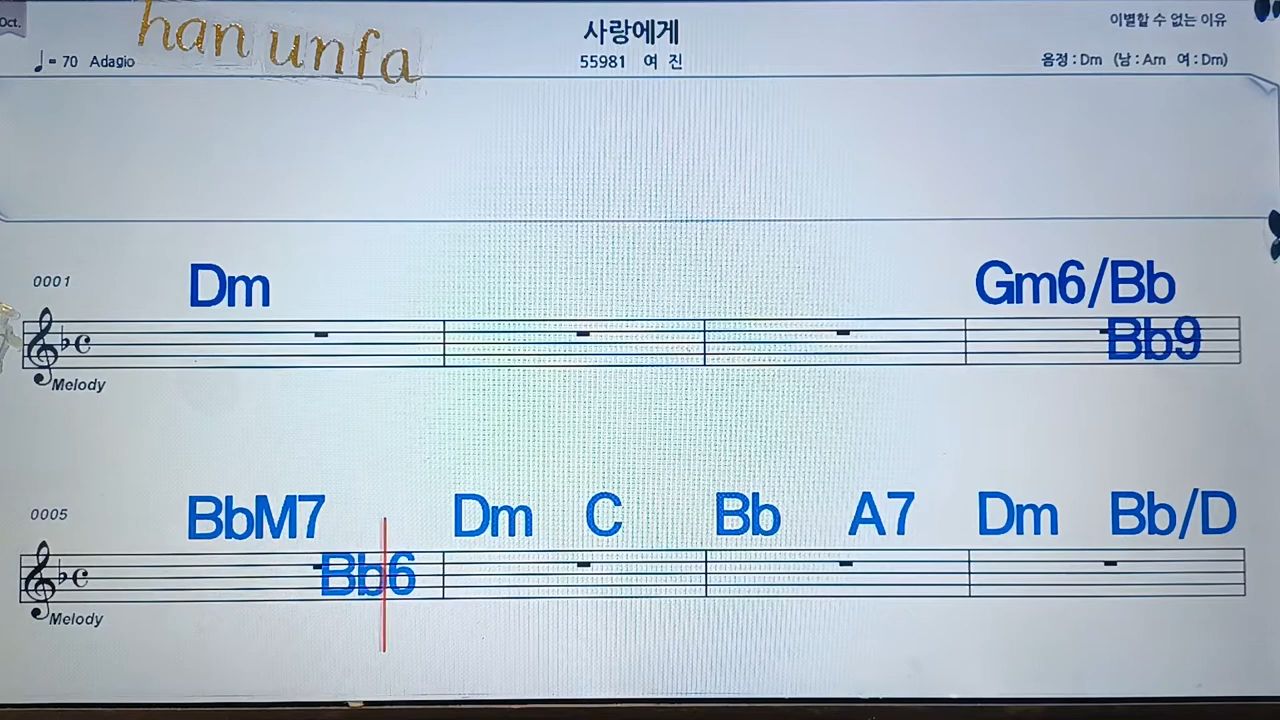 Oct.
han unfa
사랑에게
이별할 수 없는 이유
♩= 70 Adagio
55981 여 진
음정 : Dm (남 : Am 여 : Dm)
0001
Dm Gm6/Bb
Bb9
Melody
0005
BbM7 Dm C Bb A7 Dm Bb/D
Bb6
Melody